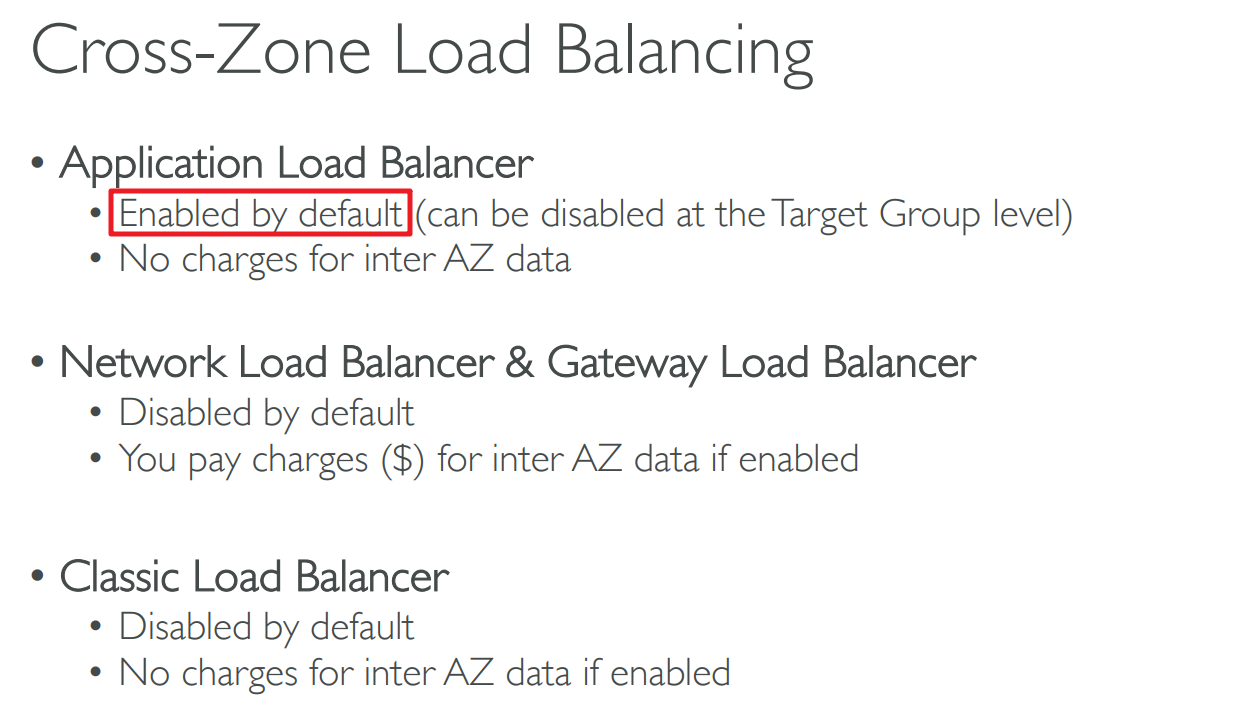 Cross-Zone Load Balancing
• Application Load Balancer
• Enabled by default (can be disabled at the Target Group level)
• No charges for inter AZ data
• Network Load Balancer & Gateway Load Balancer
• Disabled by default
• You pay charges ($) for inter AZ data if enabled
• Classic Load Balancer
• Disabled by default
• No charges for inter AZ data if enabled